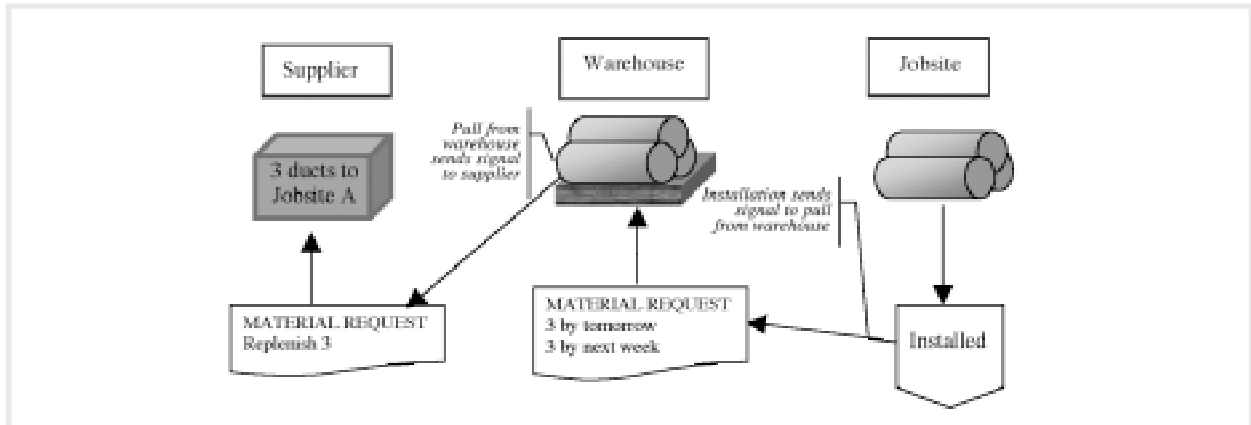 Supplier
Warehouse
Jobsite
Pull from
warehouse
sends signal
to supplier
3 ducts to
Jobsite A
Installation sends
signal to pull
from warehouse
MATERIAL REQUEST
Replenish 3
MATERIAL REQUEST
3 by tomorrow
3 by next week
Installed